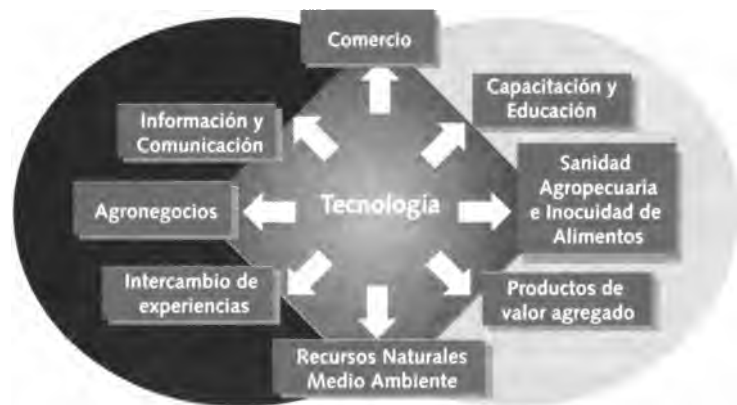 Comercio
Información y
Comunicación
Capacitación y
Educación
Agronegocios
Tecnología
Sanidad
Agropecuaria
e Inocuidad de
Alimentos
Intercambio de
experiencias
Productos de
valor agregado
Recursos Naturales
Medio Ambiente